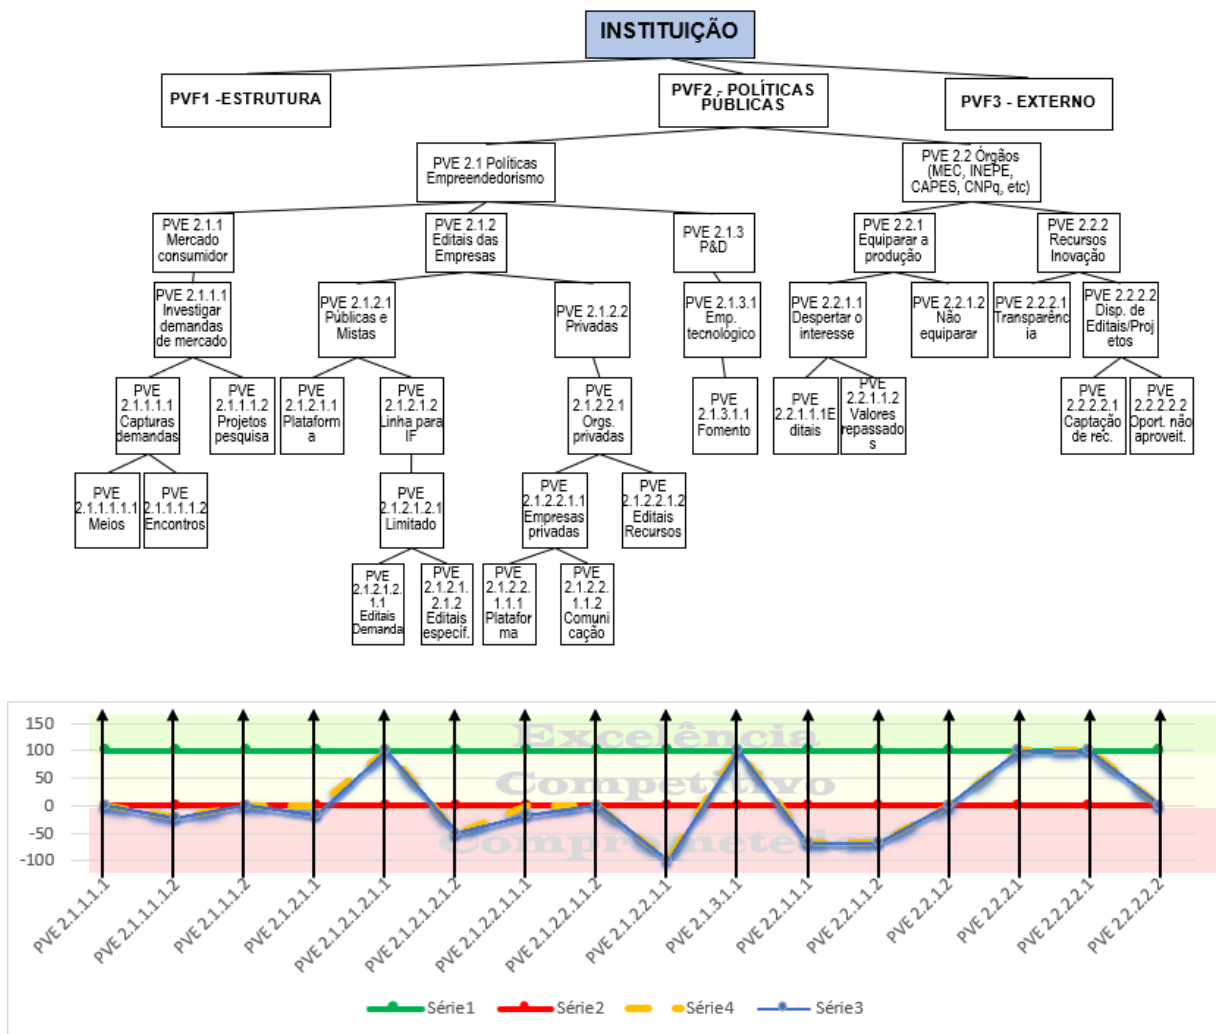 INSTITUIÇÃO
PVF1 -ESTRUTURA
PVF2 - POLÍTICAS
PÚBLICAS
PVF3 - EXTERNO
PVE 2.1 Políticas
Empreendedorismo
PVE 2.2 Órgãos
(MEC, INEPE,
CAPES, CNPq, etc)
PVE 2.1.1
Mercado
consumidor
PVE 2.1.2
Editais das
Empresas
PVE 2.1.3
P&D
PVE 2.2.1
Equiparar a
produção
PVE 2.2.2
Recursos
Inovação
PVE 2.1.1.1
Investigar
demandas
de mercado
PVE 2.1.2.1
Públicas e
Mistas
PVE 2.1.2.2
Privadas
PVE 2.1.3.1
Emp.
tecnológico
PVE 2.2.1.1
Despertar o
interesse
PVE 2.2.1.2
Não
equiparar
PVE 2.2.2.1
Transparênc
ia
PVE 2.2.2.2
Disp. de
Editais/Proj
etos
PVE
2.1.1.1.1
Capturas
demandas
PVE
2.1.1.1.2
Projetos
pesquisa
PVE
2.1.2.1.1
Plataform
a
PVE
2.1.2.1.2
Linha para
IF
PVE
2.1.2.2.1
Orgs.
privadas
PVE
2.1.3.1.1
Fomento
PVE
2.2.1.1.1E
ditais
PVE
2.2.1.1.2
Valores
repassado
s
PVE
2.2.2.2.1
Captação
de rec.
PVE
2.2.2.2.2
Oport. não
aproveit.
PVE
2.1.1.1.1.1
Meios
PVE
2.1.1.1.1.2
Encontros
PVE
2.1.2.1.2.1
Limitado
PVE
2.1.2.2.1.1
Empresas
privadas
PVE
2.1.2.2.1.2
Editais
Recursos
PVE
2.1.2.1.2.
1.1
Editais
Demanda
PVE
2.1.2.1.
2.1.2
Editais
específ.
PVE
2.1.2.2.
1.1.1
Platafor
ma
PVE
2.1.2.2.
1.1.2
Comuni
cação
150
100
50
0
-50
-100
Excelência
Competitivo
Comprometedor
PVE 2.1.1.1.1
PVE 2.1.1.1.1.2
PVE 2.1.1.1.2
PVE 2.1.2.1.1
PVE 2.1.2.1.2.1.1
PVE 2.1.2.1.2.1.2
PVE 2.1.2.2.1.1.1
PVE 2.1.2.2.1.1.2
PVE 2.1.2.2.1.1
PVE 2.1.3.1.1
PVE 2.2.1.1.1
PVE 2.2.1.1.2
PVE 2.2.1.2
PVE 2.2.2.1
PVE 2.2.2.2.1
PVE 2.2.2.2.2
Série1
Série2
Série4
Série3